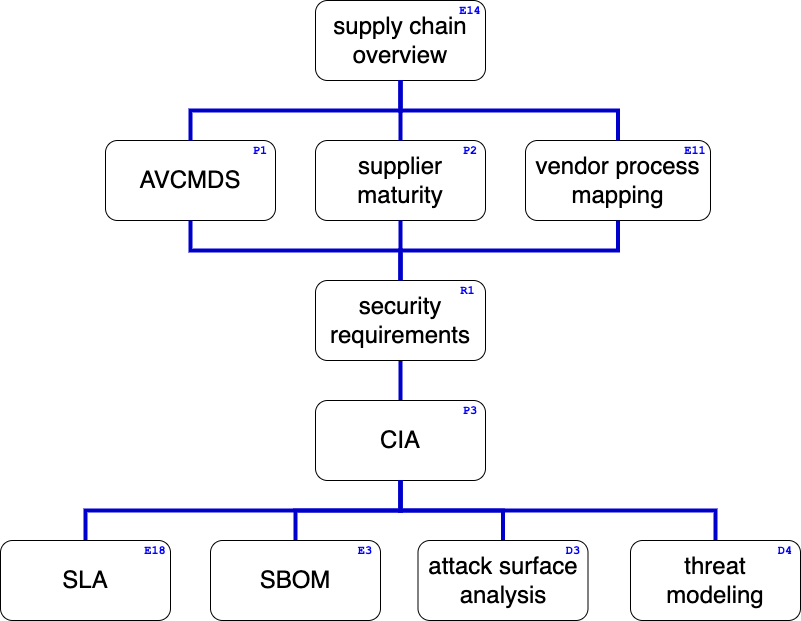 E14
supply chain
overview
P1
AVCMDS
P2
supplier
maturity
E11
vendor process
mapping
R1
security
requirements
P3
CIA
E18
SLA
E3
SBOM
D3
attack surface
analysis
D4
threat
modeling